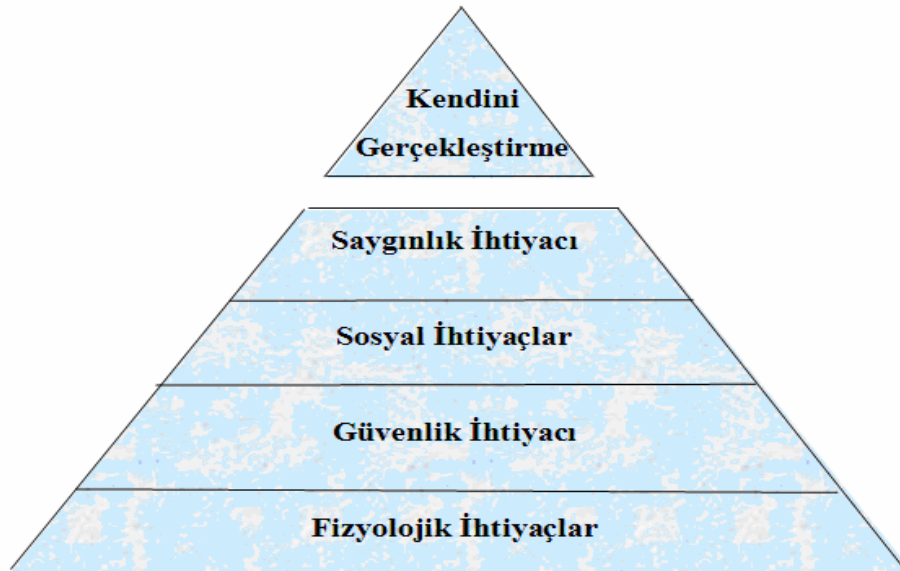 Kendini
Gerçekleştirme
Saygınlık İhtiyacı
Sosyal İhtiyaçlar
Güvenlik İhtiyacı
Fizyolojik İhtiyaçlar